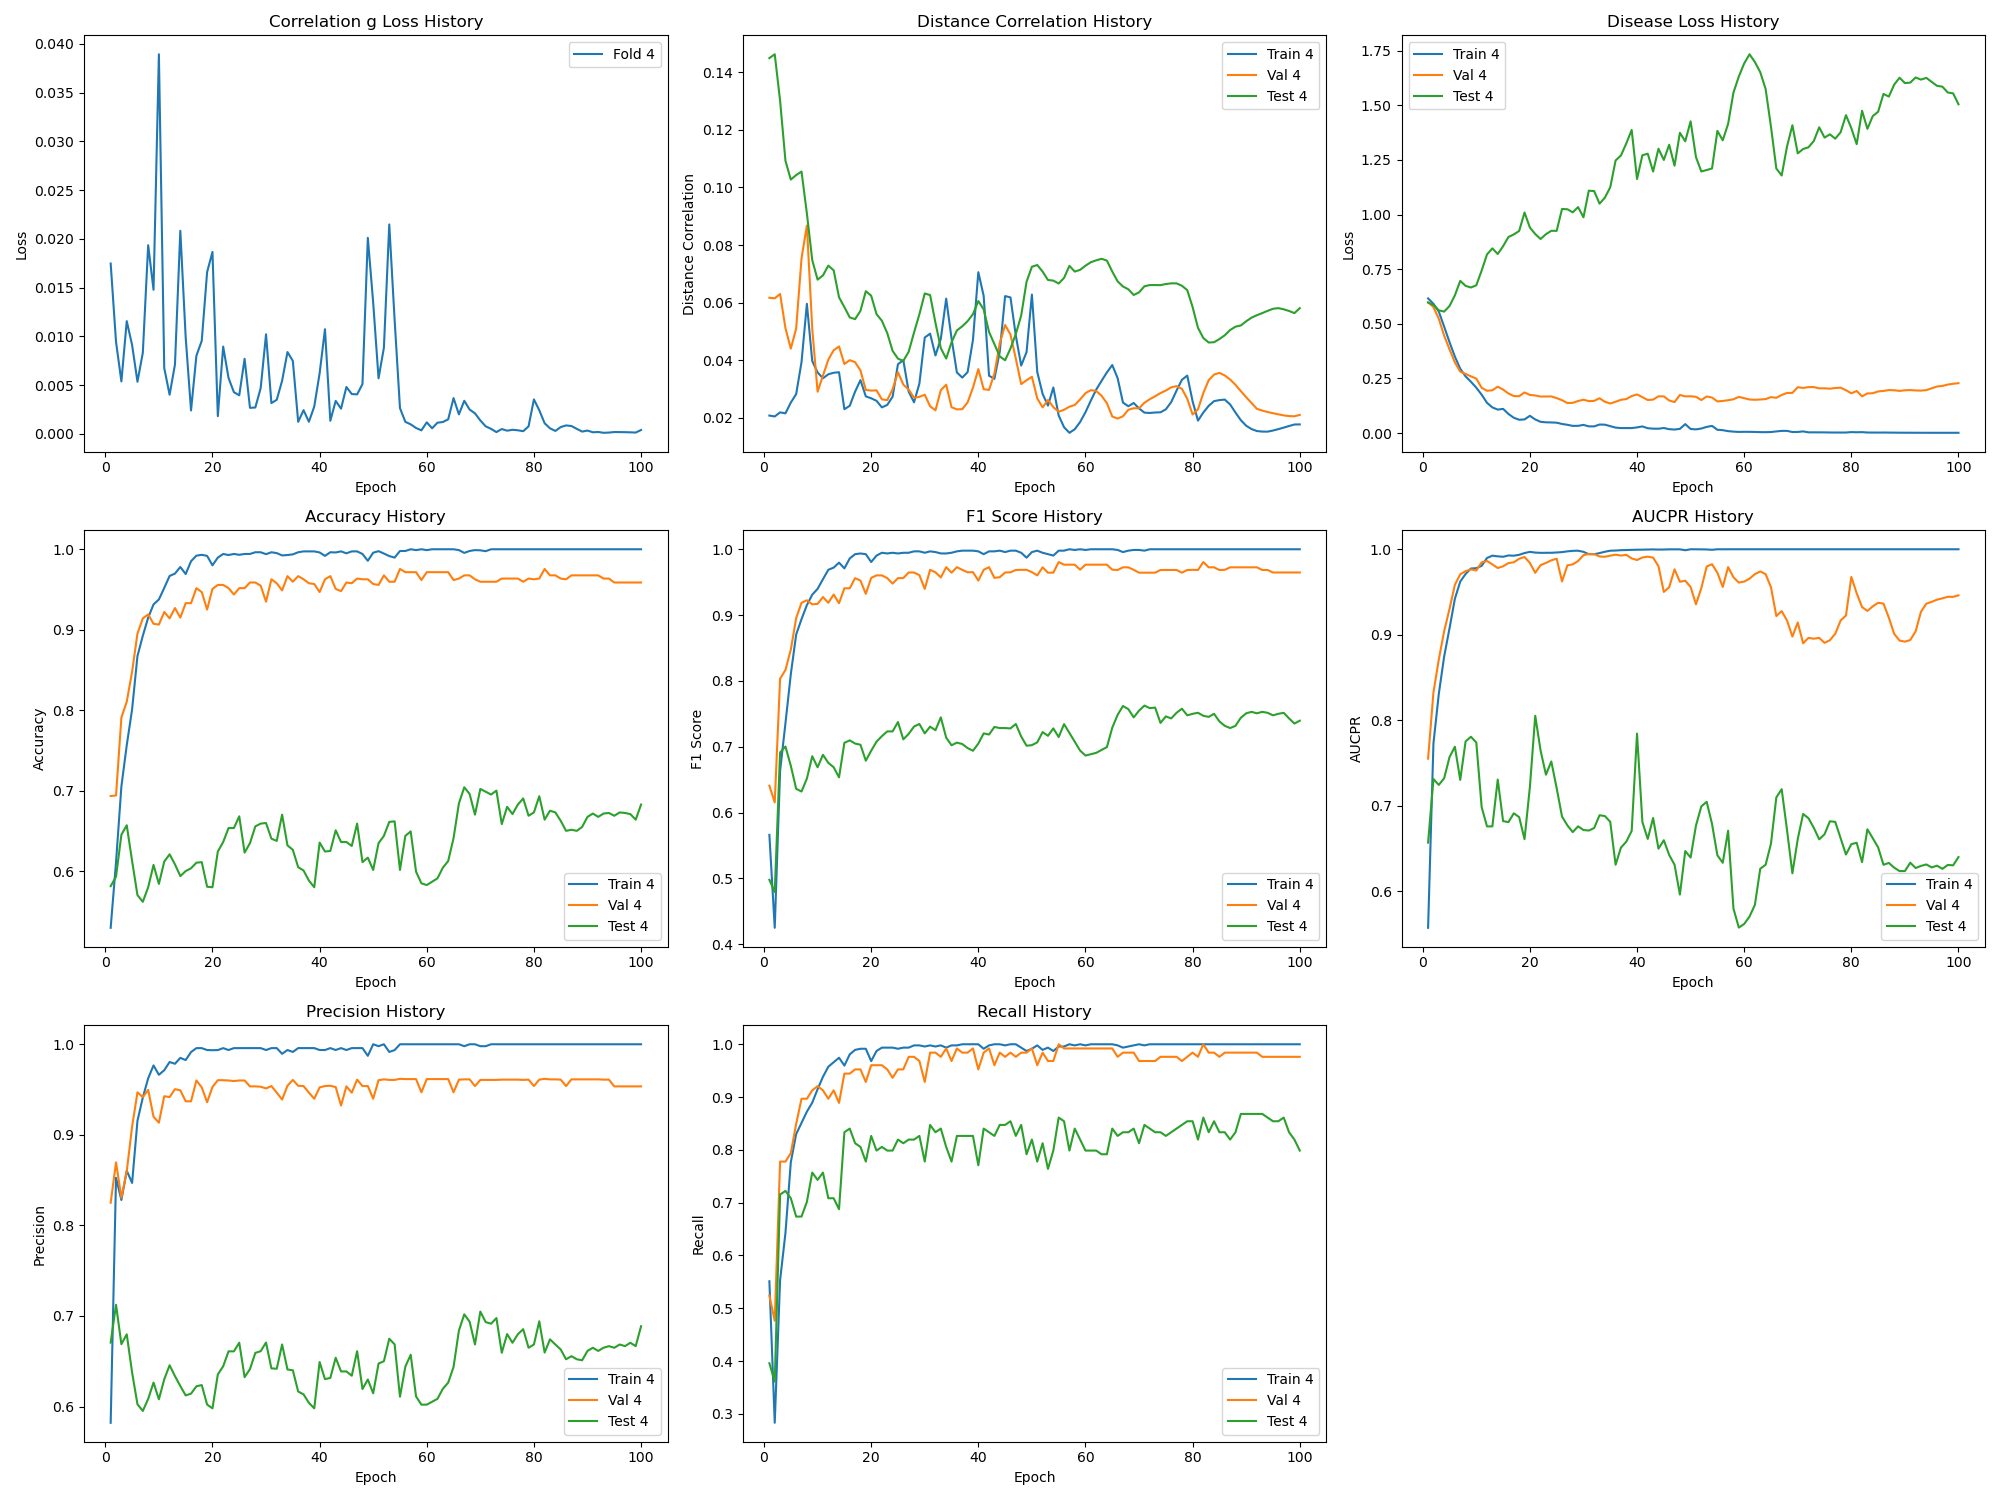 Correlation g Loss History
Loss
0.040
0.035
0.030
0.025
0.020
0.015
0.010
0.005
0.000
0 20 40 60 80 100
Epoch
Fold 4
Distance Correlation History
Distance Correlation
0.14
0.12
0.10
0.08
0.06
0.04
0.02
0 20 40 60 80 100
Epoch
Train 4
Val 4
Test 4
Disease Loss History
Loss
1.75
1.50
1.25
1.00
0.75
0.50
0.25
0.00
0 20 40 60 80 100
Epoch
Train 4
Val 4
Test 4
Accuracy History
Accuracy
1.0
0.9
0.8
0.7
0.6
0 20 40 60 80 100
Epoch
Train 4
Val 4
Test 4
F1 Score History
F1 Score
1.0
0.9
0.8
0.7
0.6
0.5
0.4
0 20 40 60 80 100
Epoch
Train 4
Val 4
Test 4
AUCPR History
AUCPR
1.0
0.9
0.8
0.7
0.6
0 20 40 60 80 100
Epoch
Train 4
Val 4
Test 4
Precision History
Precision
1.0
0.9
0.8
0.7
0.6
0 20 40 60 80 100
Epoch
Train 4
Val 4
Test 4
Recall History
Recall
1.0
0.9
0.8
0.7
0.6
0.5
0.4
0.3
0 20 40 60 80 100
Epoch
Train 4
Val 4
Test 4